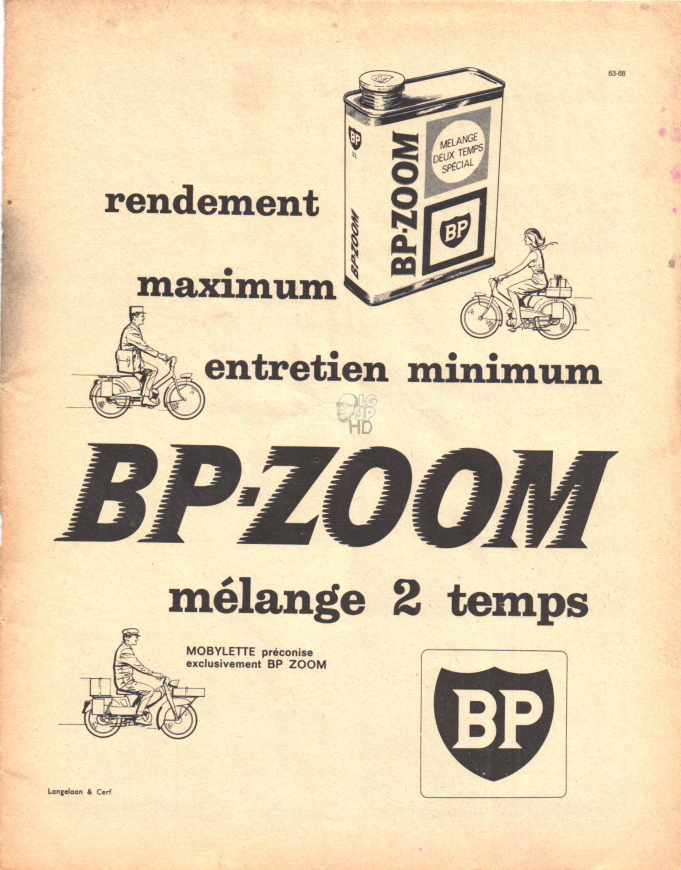 63-68
BP
2L
BP-ZOOM
BP-ZOOM
MELANGE
DEUX TEMPS
SPÉCIAL
BP
rendement
maximum
entretien minimum
LG
JP
HD
BP-ZOOM
mélange 2 temps
MOBYLETTE préconise
exclusivement BP ZOOM
BP
Langelaan & Cerf